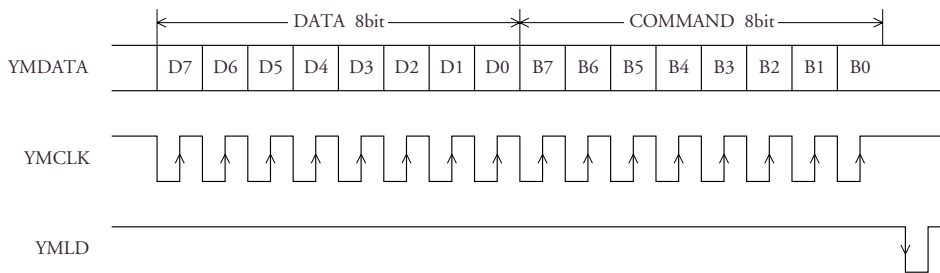 DATA 8bit COMMAND 8bit
YMDATA D7 D6 D5 D4 D3 D2 D1 D0 B7 B6 B5 B4 B3 B2 B1 B0
YMCLK
YMLD